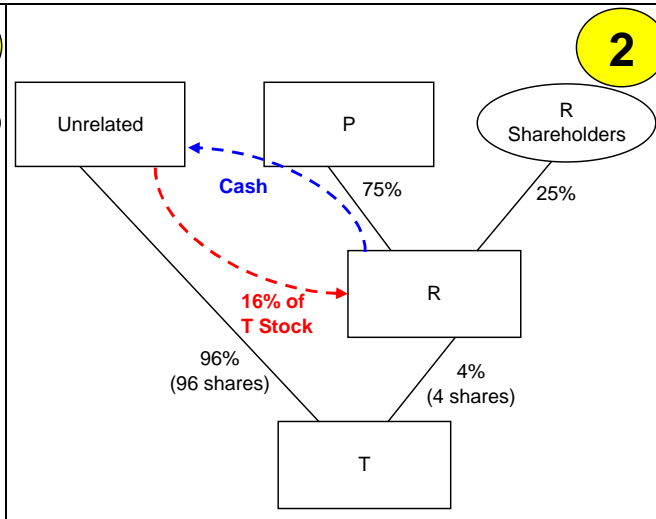 2
Unrelated
P
R
Shareholders
Cash
75%
25%
16% of
T Stock
R
96%
(96 shares)
4%
(4 shares)
T